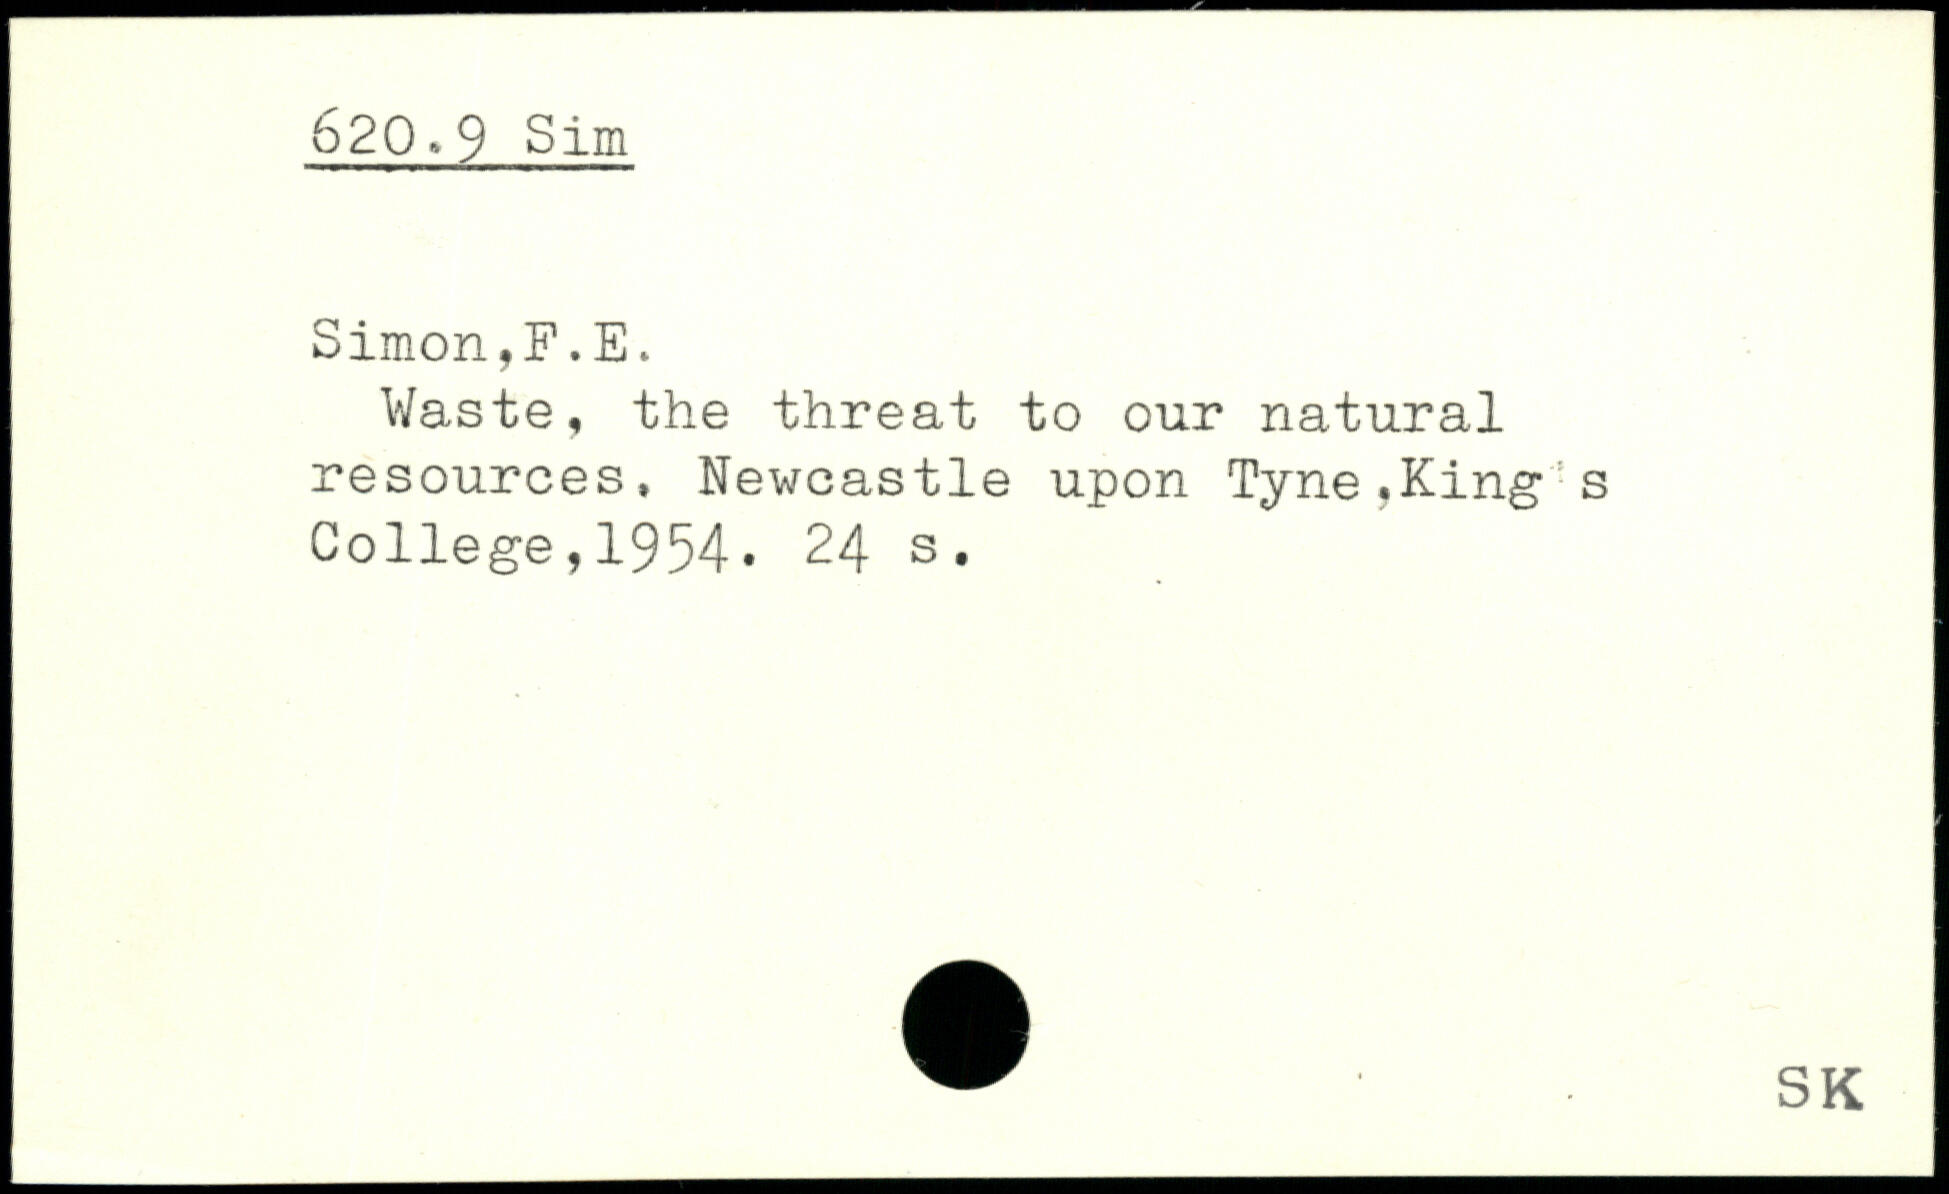 620.9 Sim
Simon,F.E.
Waste, the threat to our natural
resources. Newcastle upon Tyne,King's
College,1954. 24 s.
SK